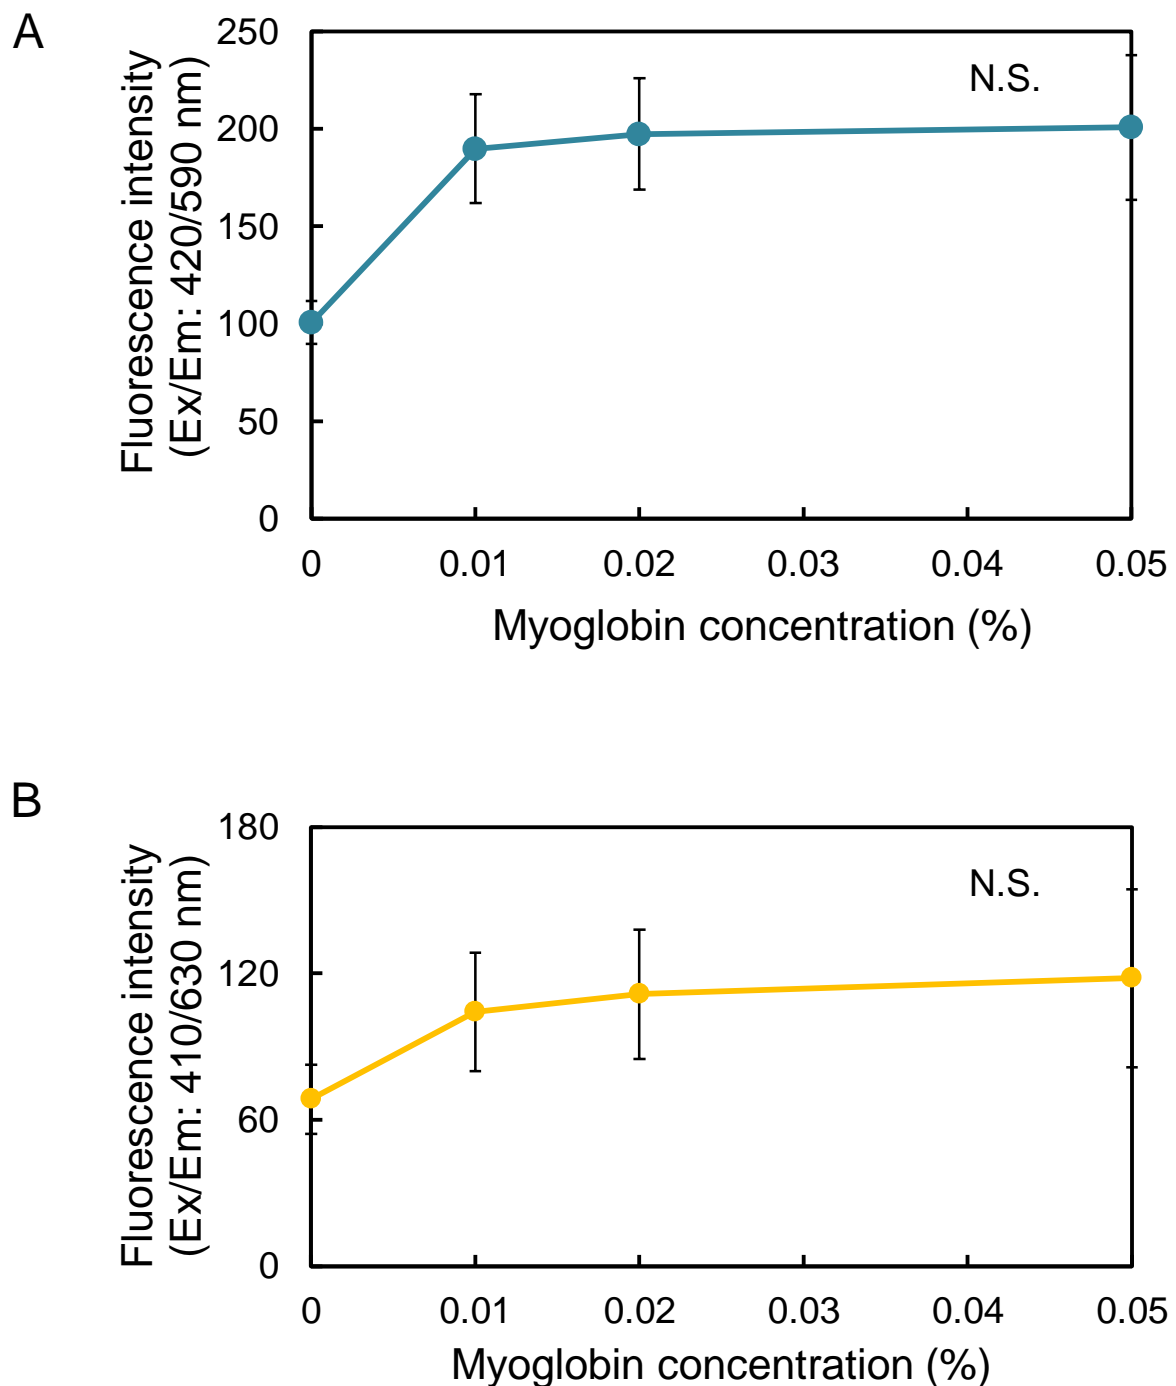 A
Fluorescence intensity
(Ex/Em: 420/590 nm)
250
200
150
100
50
0
N.S.
0 0.01 0.02 0.03 0.04 0.05
Myoglobin concentration (%)
B
Fluorescence intensity
(Ex/Em: 410/630 nm)
180
120
60
0
N.S.
0 0.01 0.02 0.03 0.04 0.05
Myoglobin concentration (%)